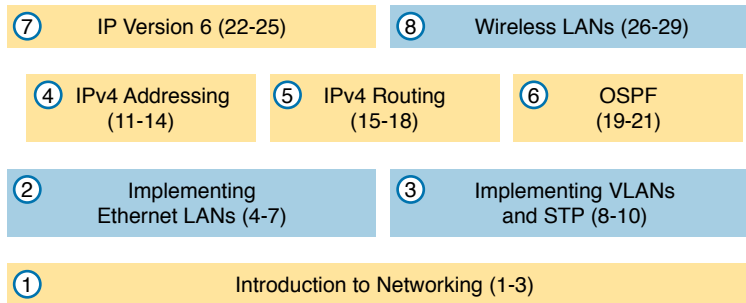 7 IP Version 6 (22-25)
8 Wireless LANs (26-29)
4 IPv4 Addressing
(11-14)
5 IPv4 Routing
(15-18)
6 OSPF
(19-21)
2 Implementing
Ethernet LANs (4-7)
3 Implementing VLANs
and STP (8-10)
1 Introduction to Networking (1-3)